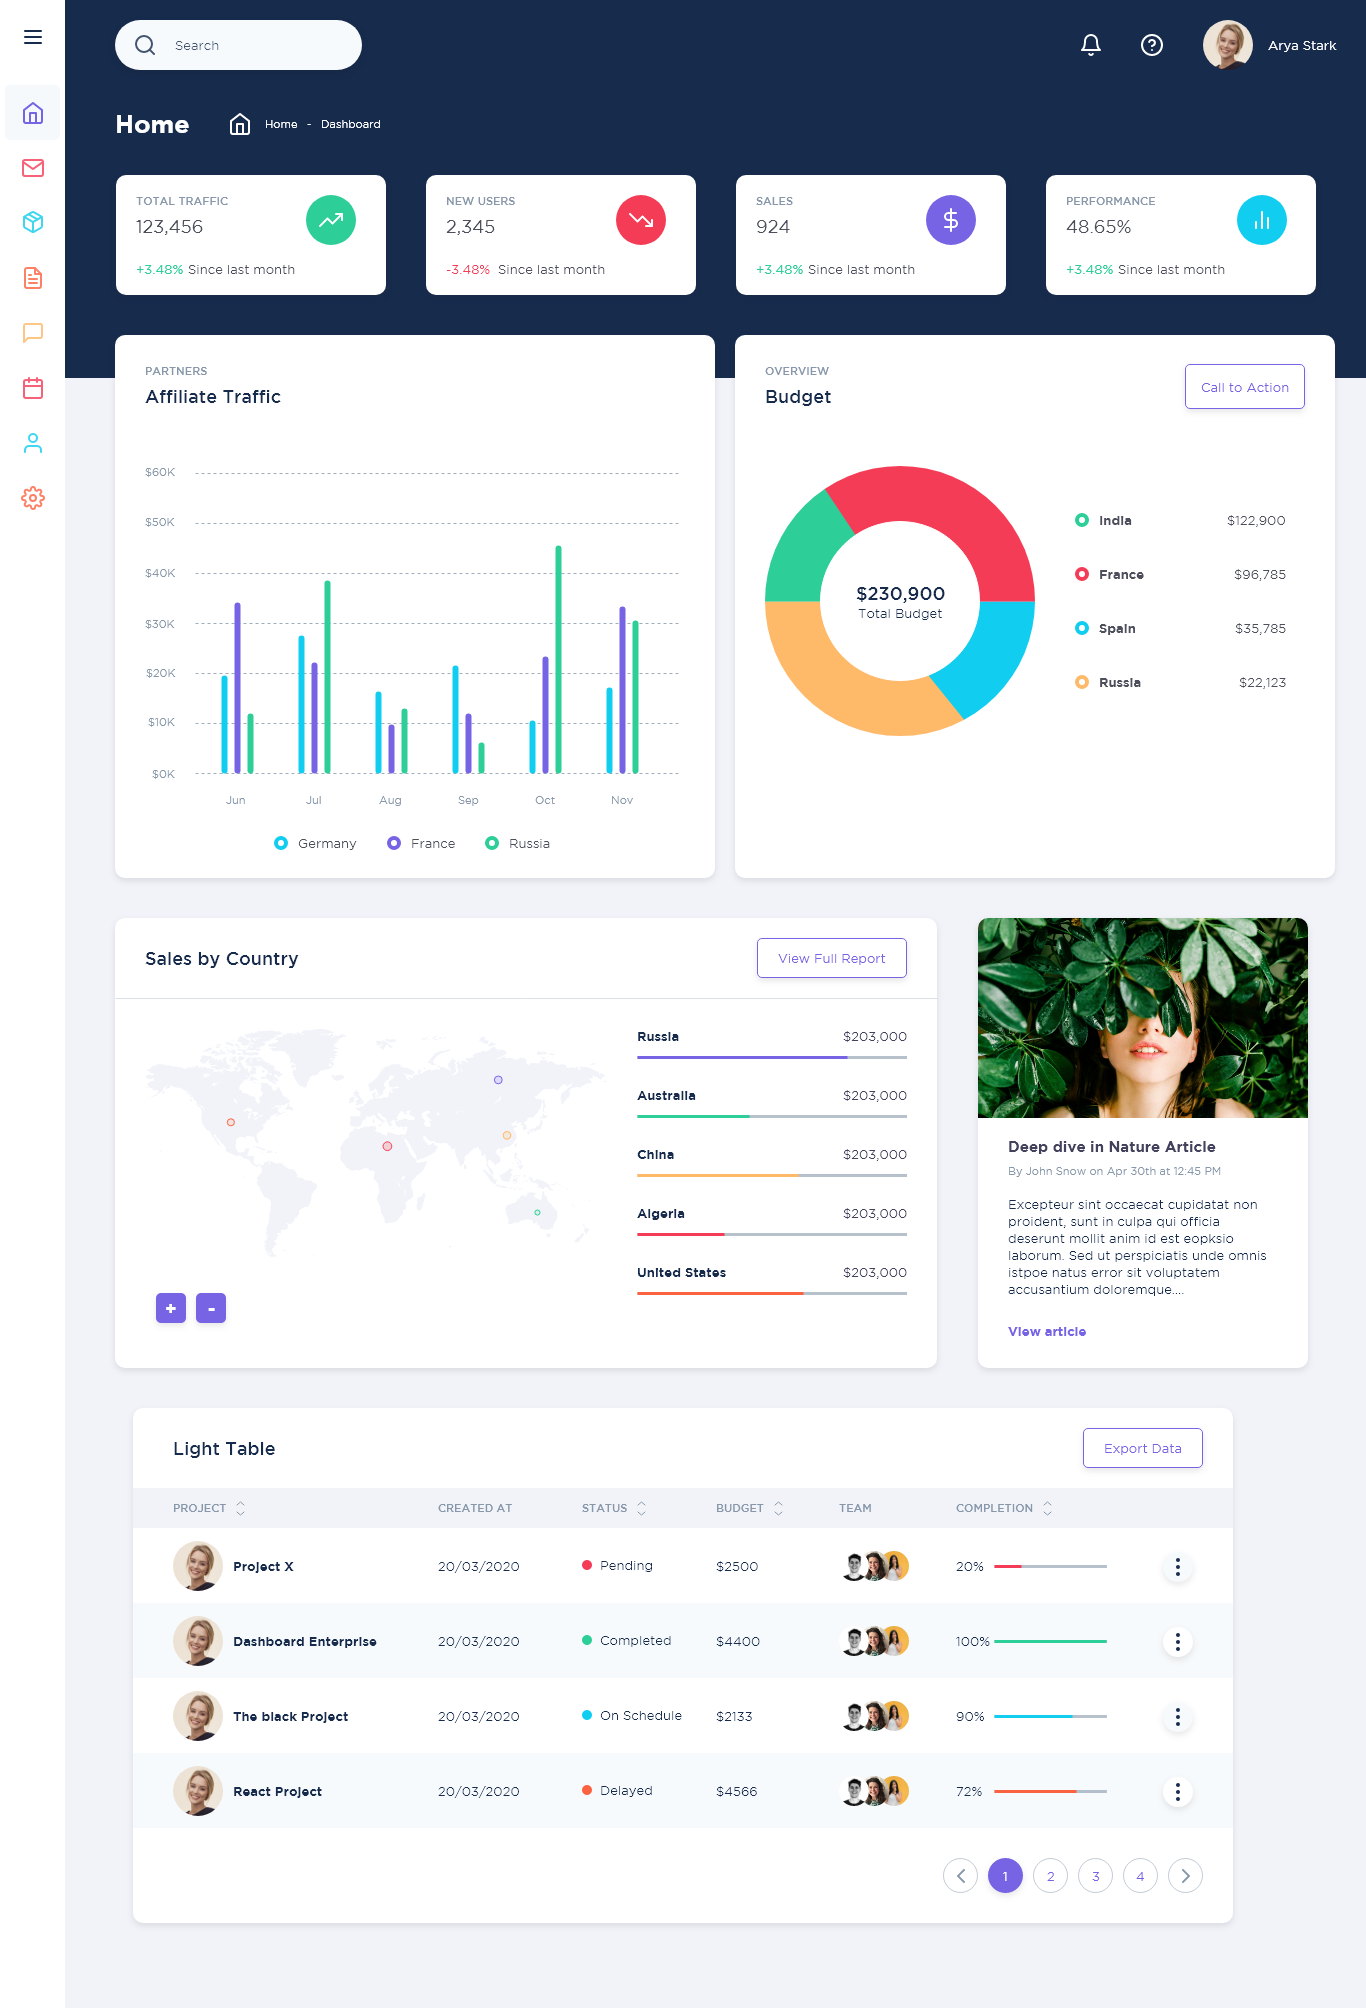 Search
Arya Stark
Home
Home - Dashboard
TOTAL TRAFFIC
123,456
+3.48% Since last month
NEW USERS
2,345
-3.48% Since last month
SALES
924
+3.48% Since last month
PERFORMANCE
48.65%
+3.48% Since last month
PARTNERS
Affiliate Traffic
$60K
$50K
$40K
$30K
$20K
$10K
$0K
Jun Jul Aug Sep Oct Nov
Germany France Russia
OVERVIEW
Budget
Call to Action
$230,900
Total Budget
India $122,900
France $96,785
Spain $35,785
Russia $22,123
Sales by Country
View Full Report
Russia $203,000
Australia $203,000
China $203,000
Algeria $203,000
United States $203,000
+ -
Deep dive in Nature Article
By John Snow on Apr 30th at 12:45 PM
Excepteur sint occaecat cupidatat non
proident, sunt in culpa qui officia
deserunt mollit anim id est eopksio
laborum. Sed ut perspiciatis unde omnis
istpoe natus error sit voluptatem
accusantium doloremque....
View article
Light Table
Export Data
PROJECT CREATED AT STATUS BUDGET TEAM COMPLETION
Project X 20/03/2020 Pending $2500 20%
Dashboard Enterprise 20/03/2020 Completed $4400 100%
The black Project 20/03/2020 On Schedule $2133 90%
React Project 20/03/2020 Delayed $4566 72%
1 2 3 4